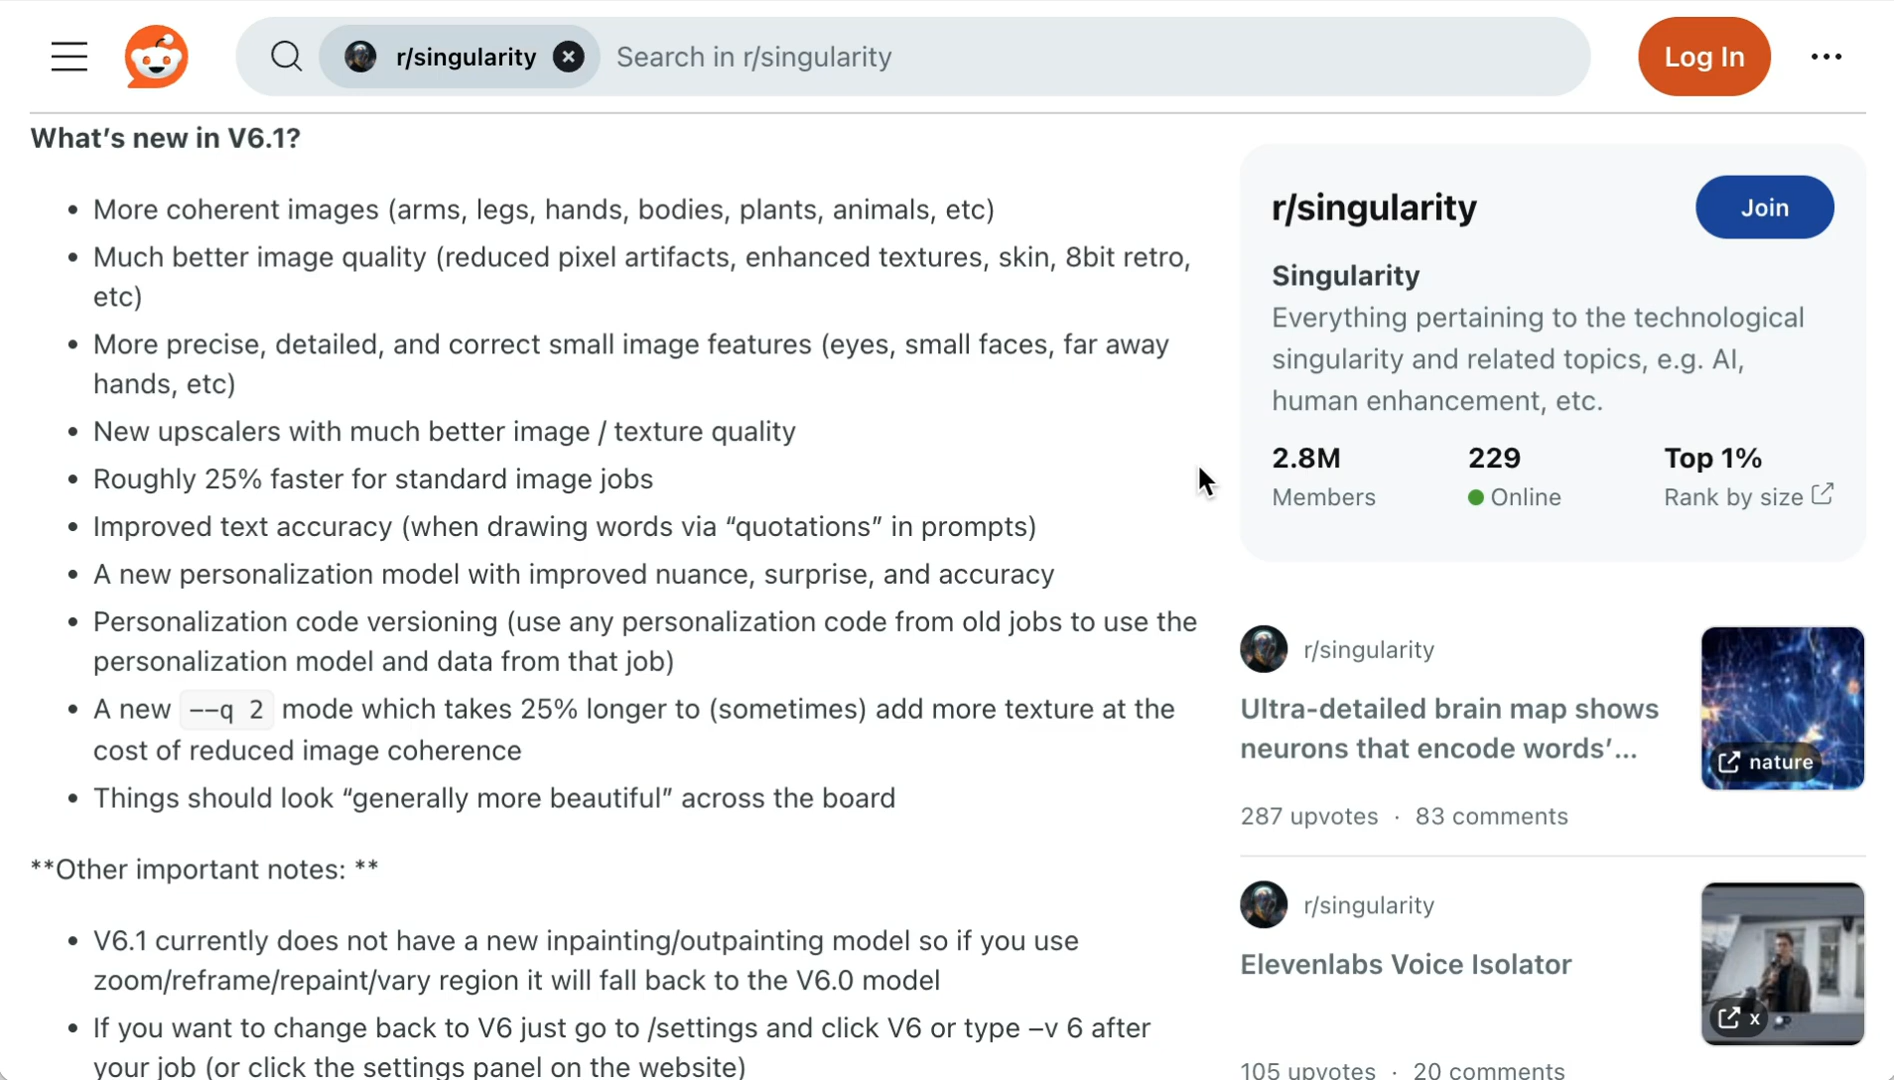 r/singularity
Search in r/singularity
Log In
What's new in V6.1?
• More coherent images (arms, legs, hands, bodies, plants, animals, etc)
• Much better image quality (reduced pixel artifacts, enhanced textures, skin, 8bit retro,
etc)
• More precise, detailed, and correct small image features (eyes, small faces, far away
hands, etc)
• New upscalers with much better image / texture quality
• Roughly 25% faster for standard image jobs
• Improved text accuracy (when drawing words via “quotations” in prompts)
• A new personalization model with improved nuance, surprise, and accuracy
• Personalization code versioning (use any personalization code from old jobs to use the
personalization model and data from that job)
• A new --q 2 mode which takes 25% longer to (sometimes) add more texture at the
cost of reduced image coherence
• Things should look “generally more beautiful” across the board
**Other important notes: **
• V6.1 currently does not have a new inpainting/outpainting model so if you use
zoom/reframe/repaint/vary region it will fall back to the V6.0 model
• If you want to change back to V6 just go to /settings and click V6 or type –v 6 after
your job (or click the settings panel on the website)
r/singularity
Join
Singularity
Everything pertaining to the technological
singularity and related topics, e.g. AI,
human enhancement, etc.
2.8M 229 Top 1%
Members Online Rank by size
r/singularity
Ultra-detailed brain map shows
neurons that encode words’...
nature
287 upvotes · 83 comments
r/singularity
Elevenlabs Voice Isolator
x
105 upvotes · 20 comments